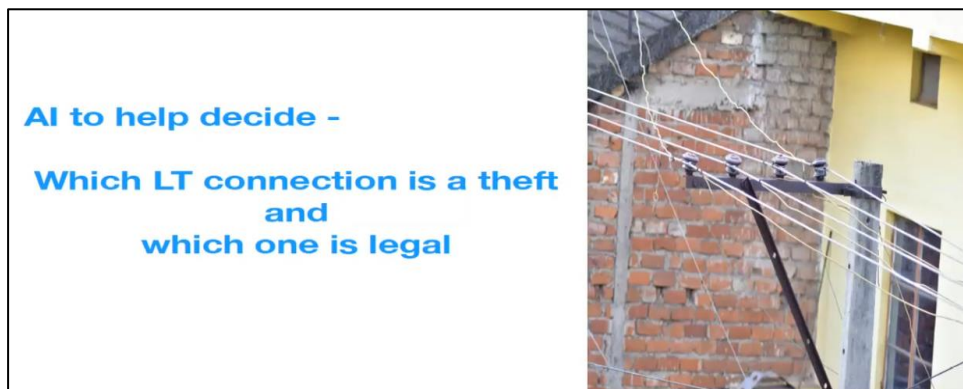 AI to help decide -
Which LT connection is a theft
and
which one is legal